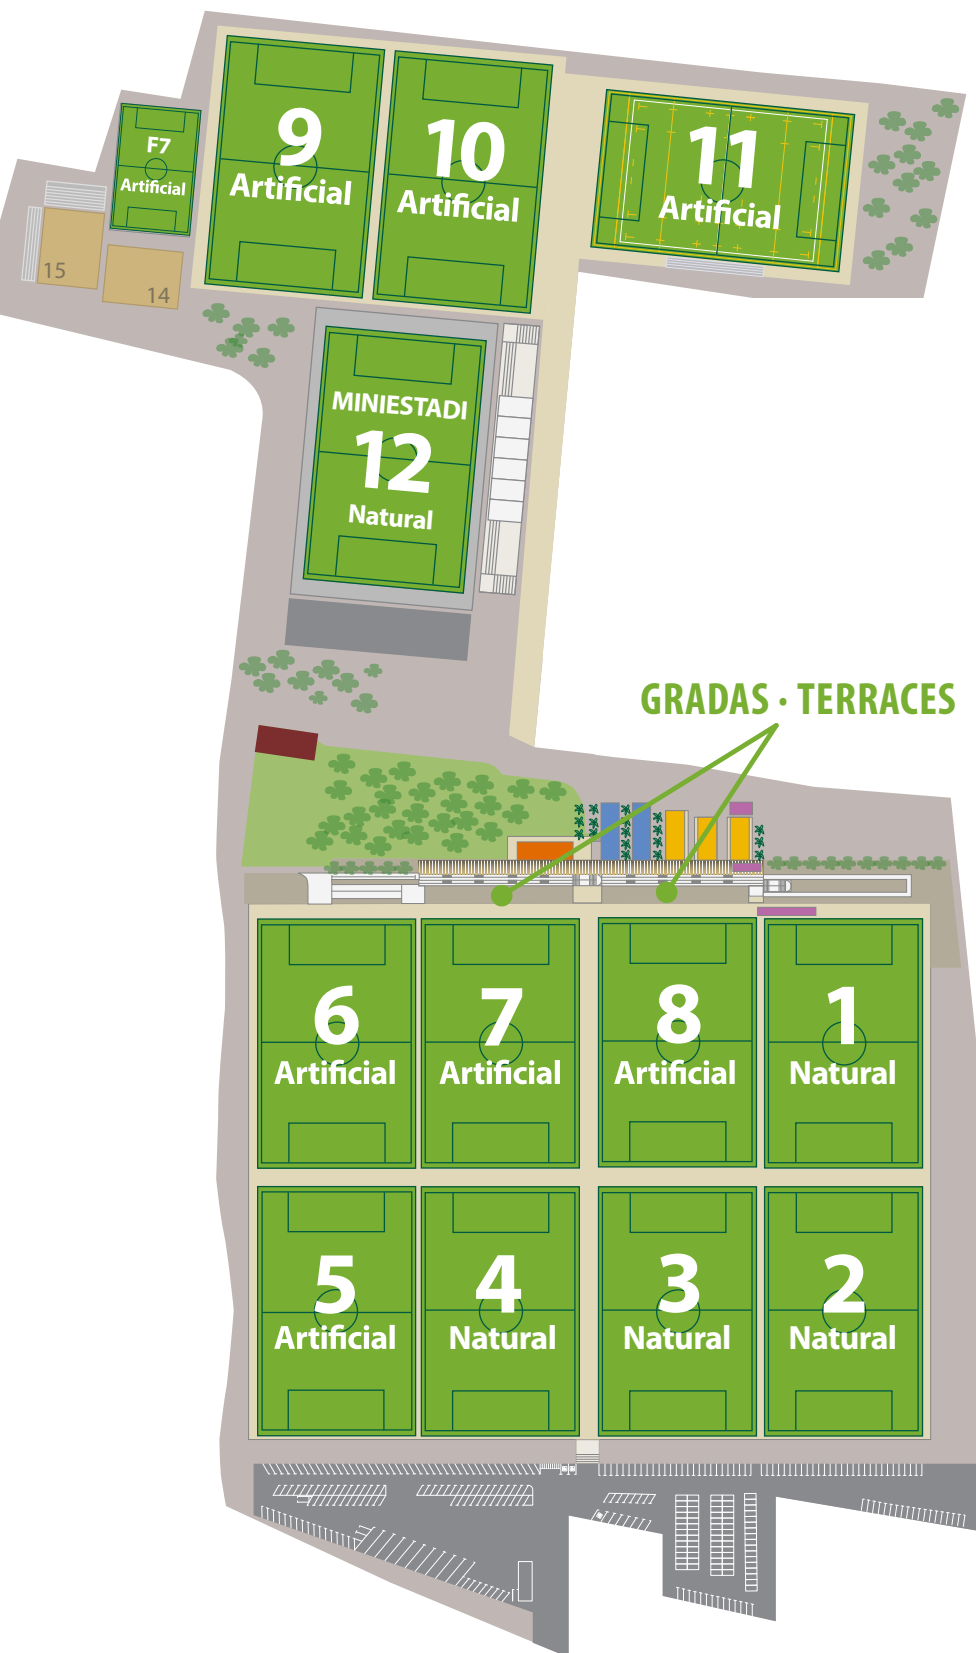 9
Artificial
10
Artificial
11
Artificial
F7
Artificial
15
14
MINIESTADI
12
Natural
GRADAS · TERRACES
6
Artificial
7
Artificial
8
Artificial
1
Natural
5
Artificial
4
Natural
3
Natural
2
Natural